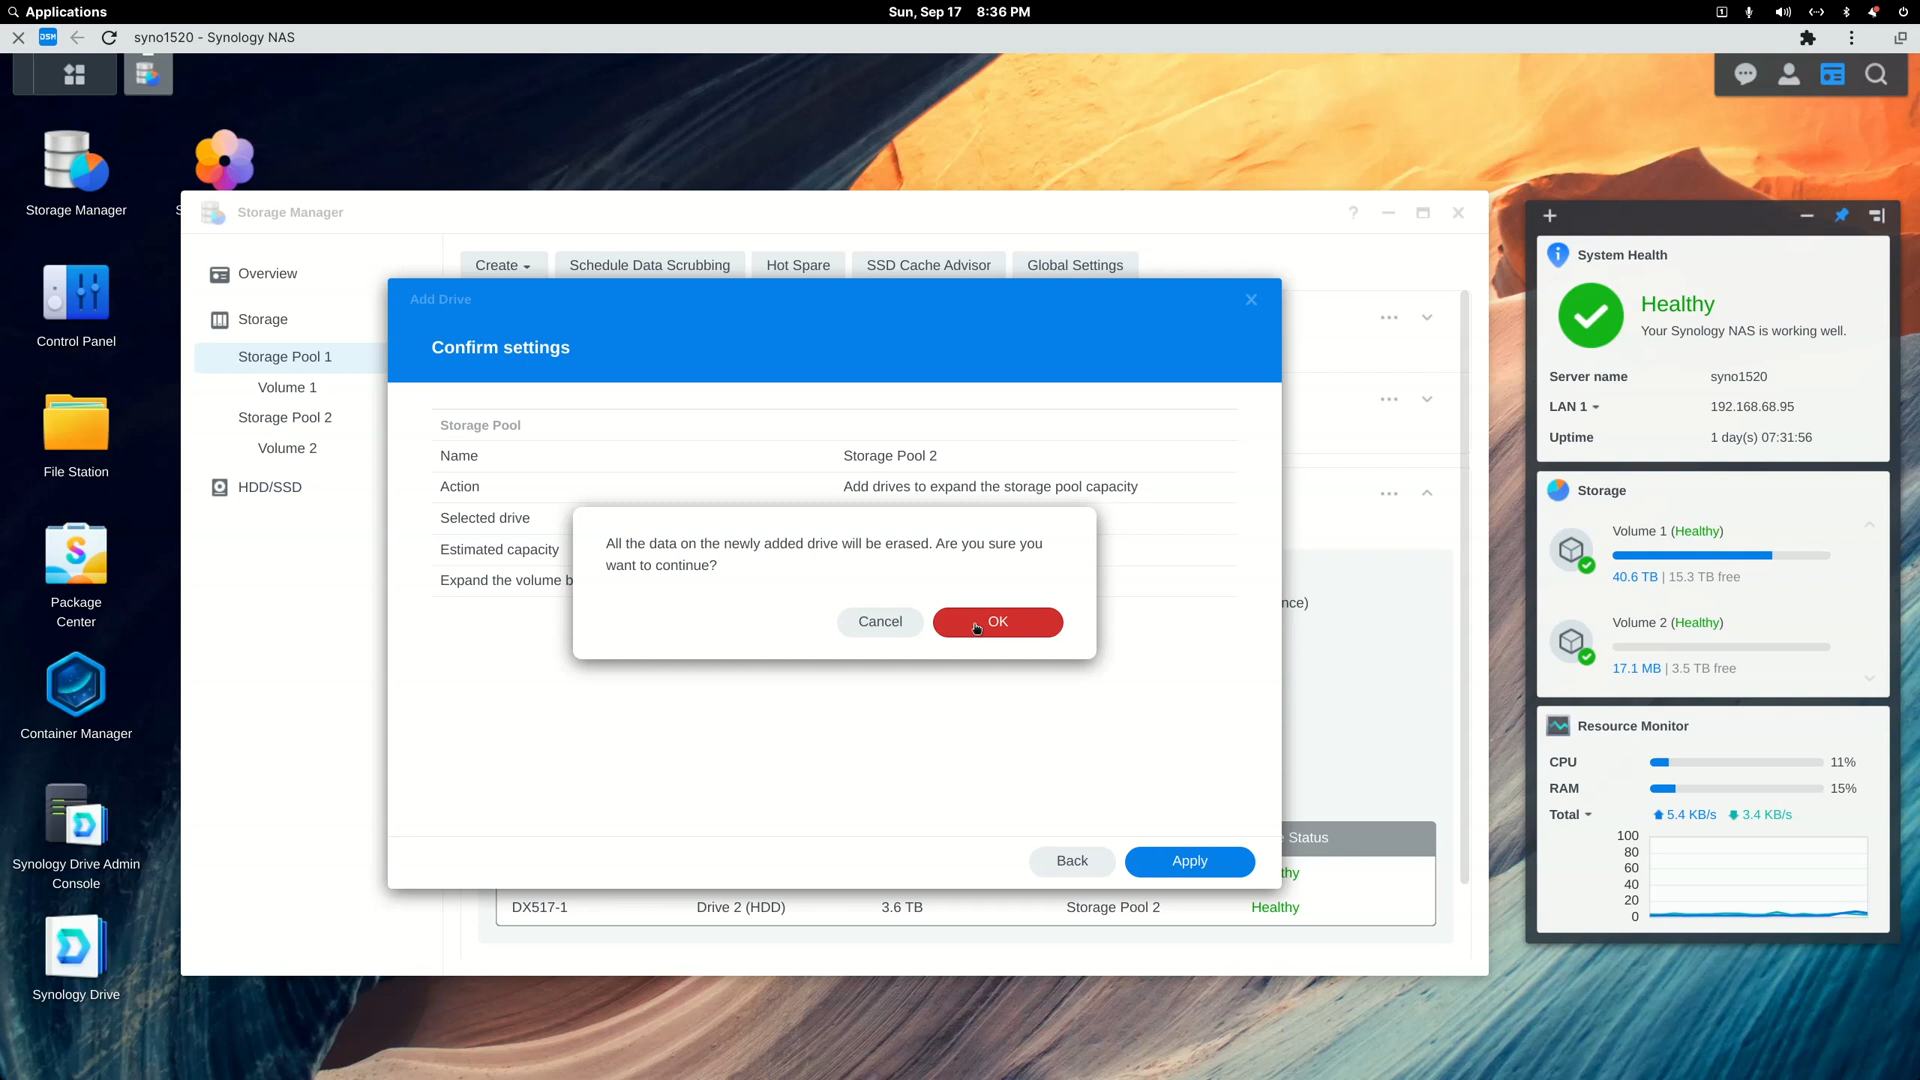 Applications
Sun, Sep 17 8:36 PM
DSM
syno1520 - Synology NAS
Storage Manager
Control Panel
File Station
Package
Center
Container Manager
Synology Drive Admin
Console
Synology Drive
Storage Manager
Overview
Storage
Storage Pool 1
Volume 1
Storage Pool 2
Volume 2
HDD/SSD
Create
Schedule Data Scrubbing
Hot Spare
SSD Cache Advisor
Global Settings
Add Drive
Confirm settings
Storage Pool
Name Storage Pool 2
Action Add drives to expand the storage pool capacity
Selected drive
Estimated capacity
Expand the volume b
All the data on the newly added drive will be erased. Are you sure you
want to continue?
Cancel
OK
nce)
Back
Apply
Status
thy
DX517-1 Drive 2 (HDD) 3.6 TB Storage Pool 2 Healthy
System Health
Healthy
Your Synology NAS is working well.
Server name syno1520
LAN 1 192.168.68.95
Uptime 1 day(s) 07:31:56
Storage
Volume 1 (Healthy)
40.6 TB | 15.3 TB free
Volume 2 (Healthy)
17.1 MB | 3.5 TB free
Resource Monitor
CPU 11%
RAM 15%
Total 5.4 KB/s 3.4 KB/s
100
80
60
40
20
0